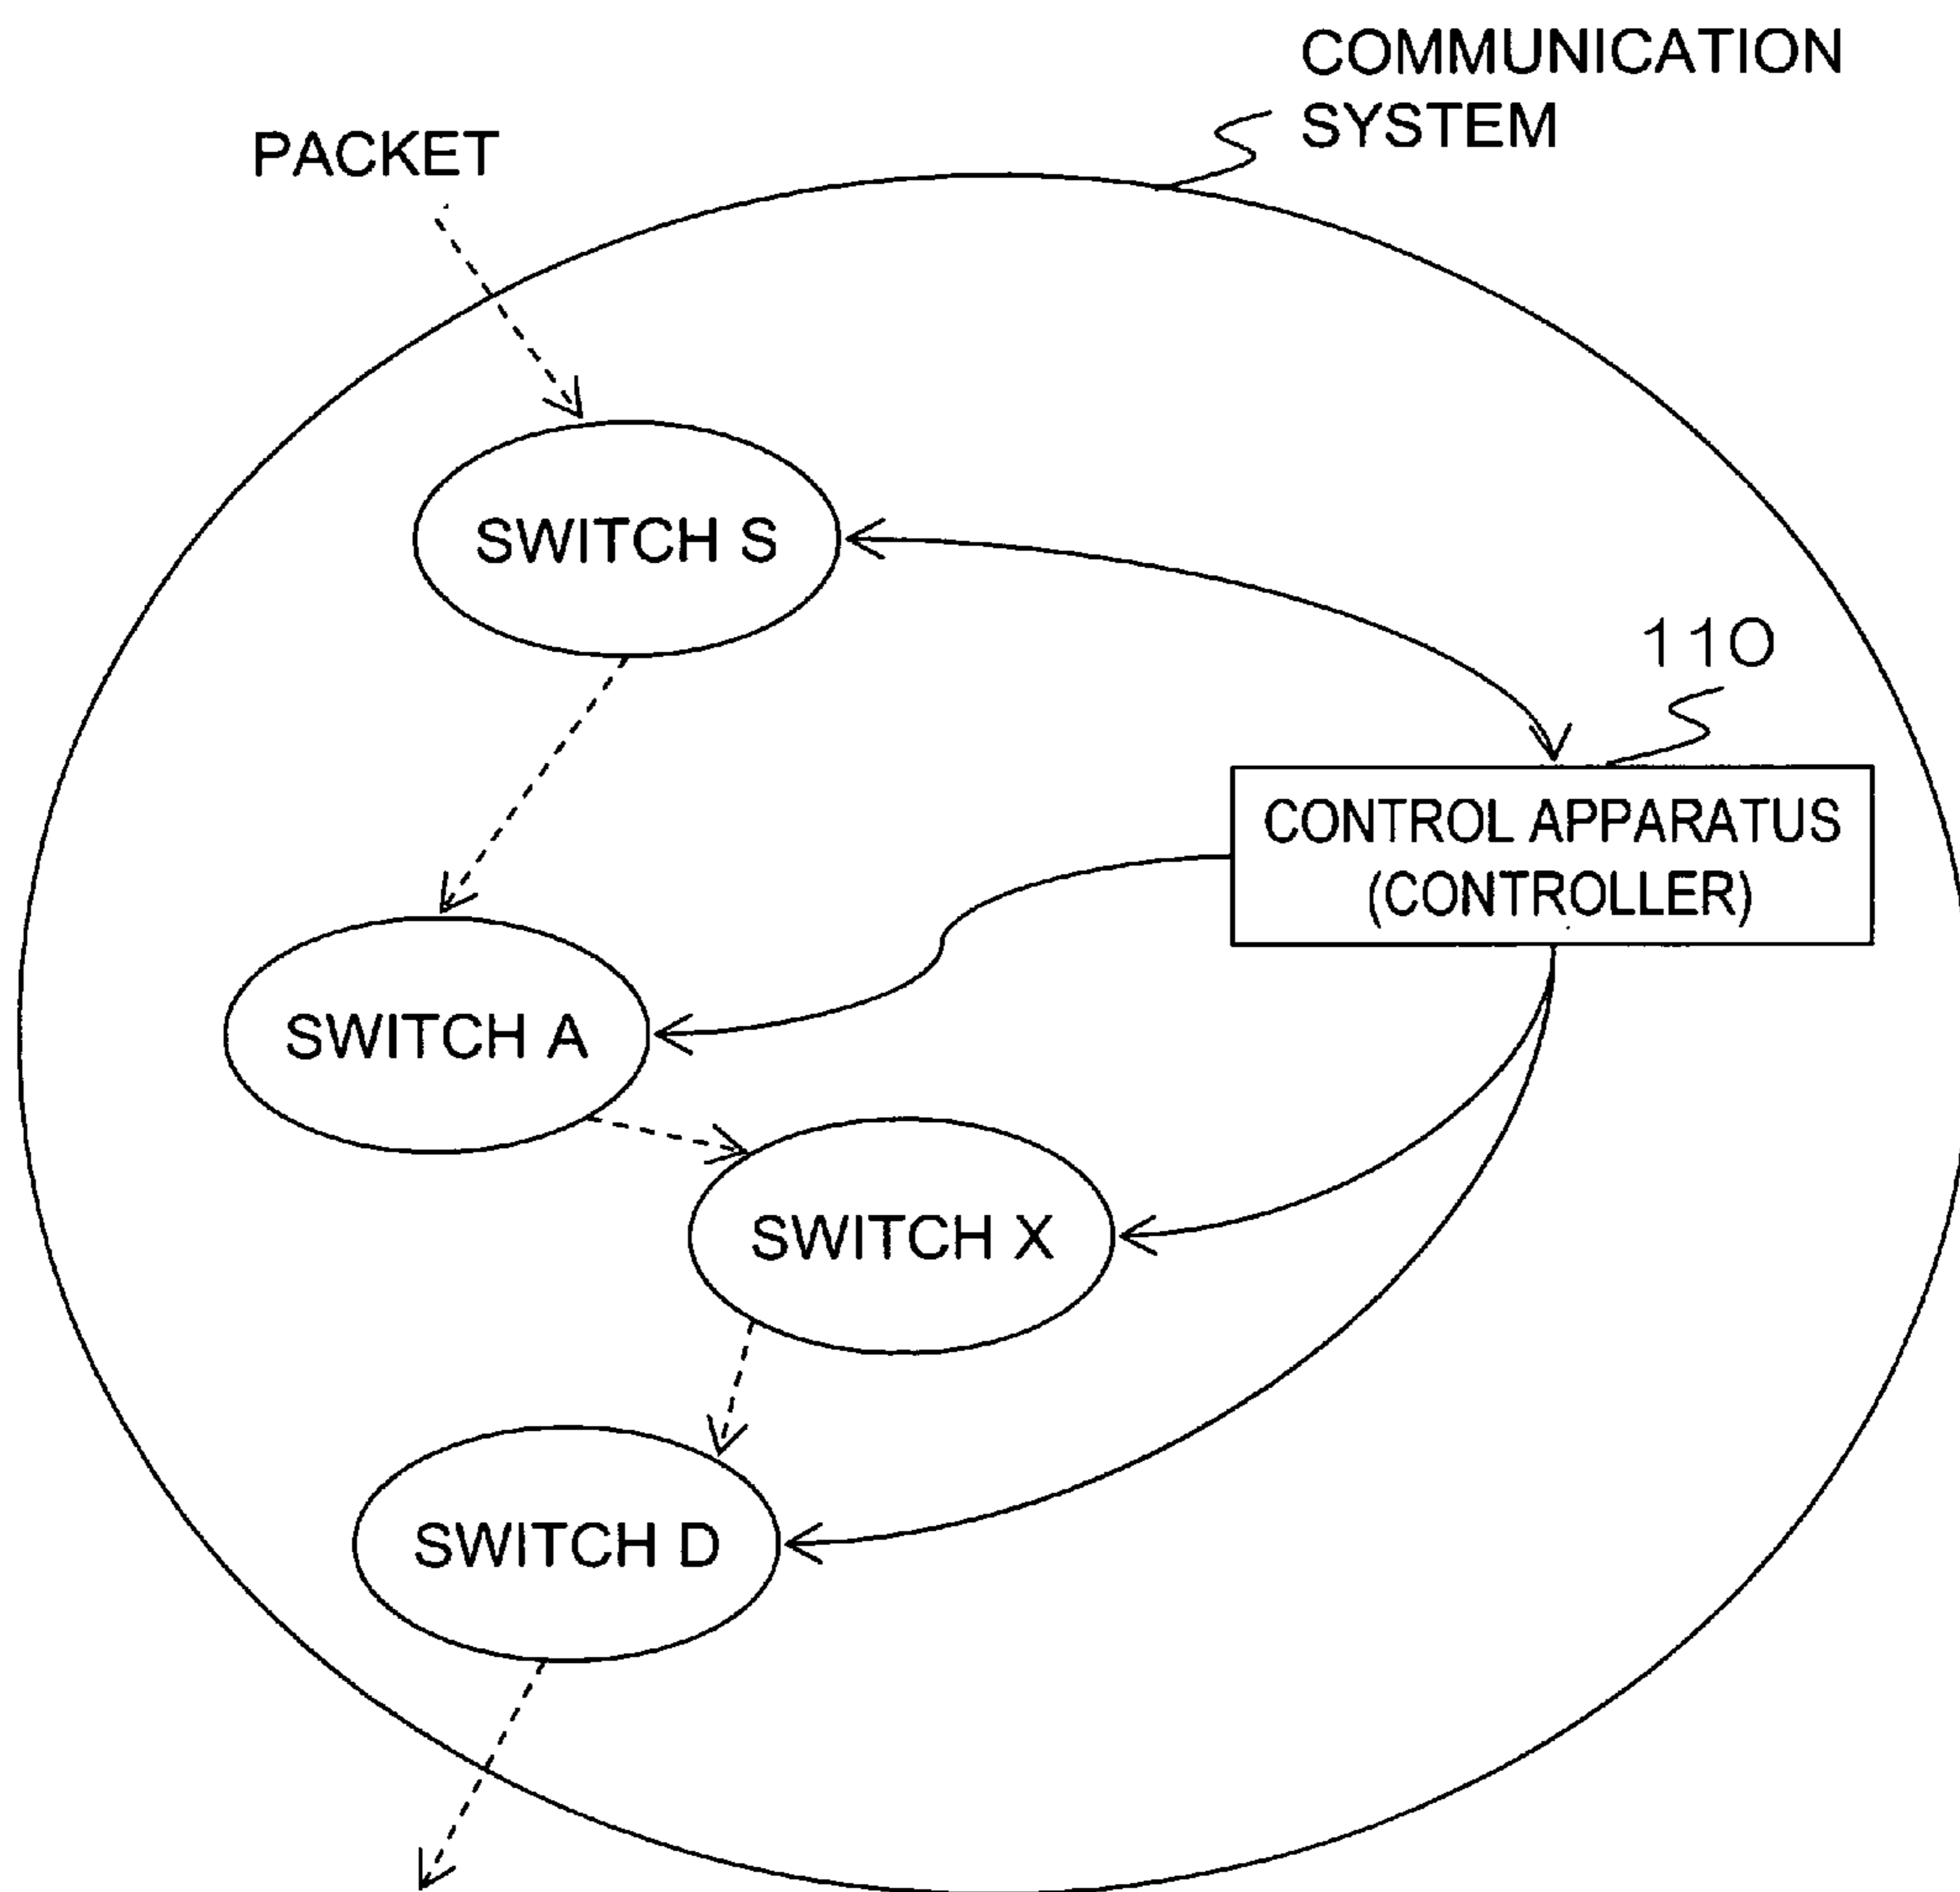 COMMUNICATION
SYSTEM
PACKET
SWITCH S
110
CONTROL APPARATUS
(CONTROLLER)
SWITCH A
SWITCH X
SWITCH D